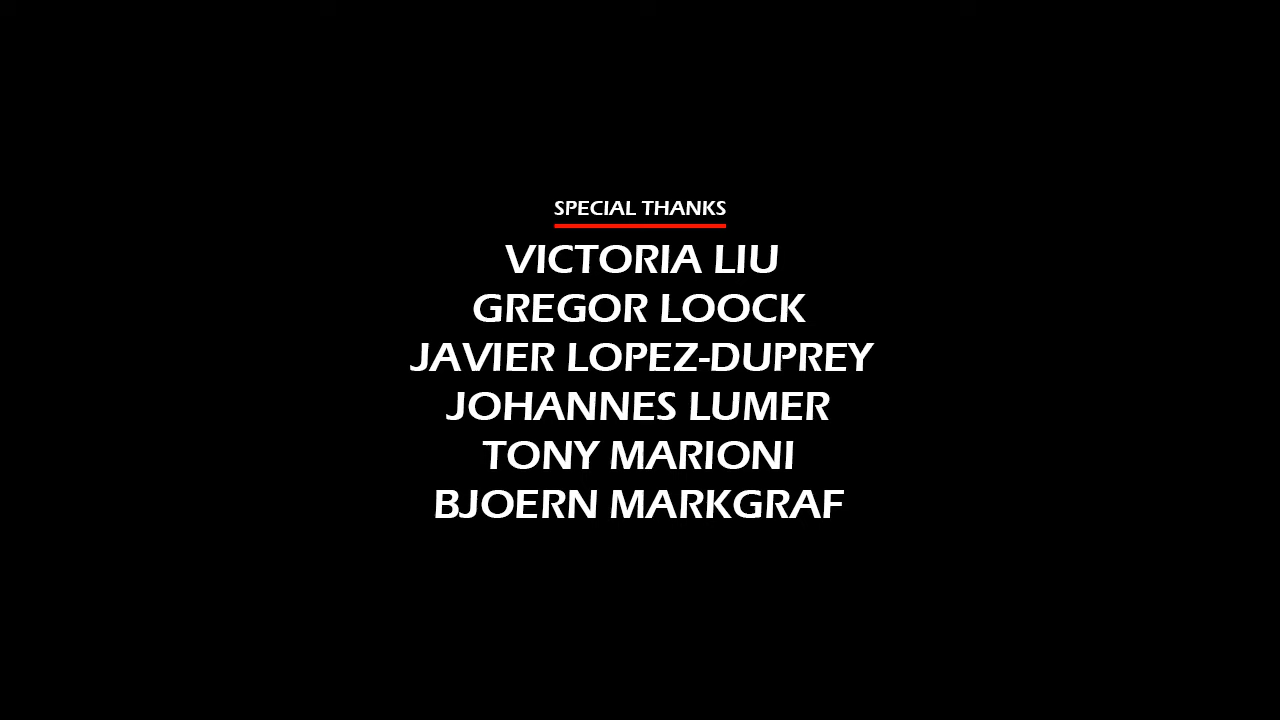 SPECIAL THANKS
VICTORIA LIU
GREGOR LOOCK
JAVIER LOPEZ-DUPREY
JOHANNES LUMER
TONY MARIONI
BJOERN MARKGRAF